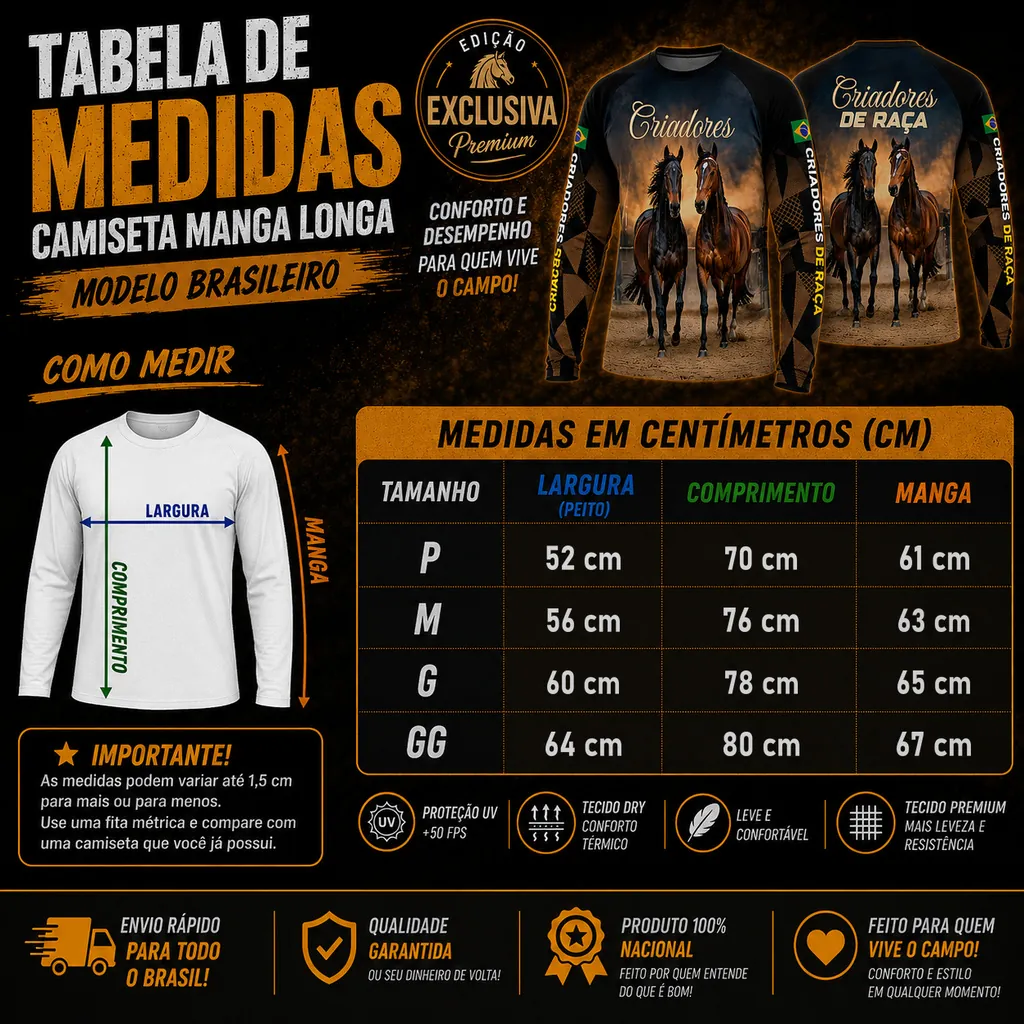 TABELA DE
MEDIDAS
CAMISETA MANGA LONGA
MODELO BRASILEIRO
EDIÇÃO
EXCLUSIVA
Premium
CONFORTO E
DESEMPENHO
PARA QUEM VIVE
O CAMPO!
Criadores
CRIADORES DE RAÇA
Criadores
DE RAÇA
CRIADORES DE RAÇA
COMO MEDIR
LARGURA
COMPRIMENTO
MANGA
MEDIDAS EM CENTÍMETROS (CM)
TAMANHO LARGURA (PEITO) COMPRIMENTO MANGA
P 52 cm 70 cm 61 cm
M 56 cm 76 cm 63 cm
G 60 cm 78 cm 65 cm
GG 64 cm 80 cm 67 cm
IMPORTANTE!
As medidas podem variar até 1,5 cm
para mais ou para menos.
Use uma fita métrica e compare com
uma camiseta que você já possui.
UV
PROTEÇÃO UV
+50 FPS
TECIDO DRY
CONFORTO
TÉRMICO
LEVE E
CONFORTÁVEL
TECIDO PREMIUM
MAIS LEVEZA E
RESISTÊNCIA
ENVIO RÁPIDO
PARA TODO
O BRASIL!
QUALIDADE
GARANTIDA
OU SEU DINHEIRO DE VOLTA!
PRODUTO 100%
NACIONAL
FEITO POR QUEM ENTENDE
DO QUE É BOM!
FEITO PARA QUEM
VIVE O CAMPO!
CONFORTO E ESTILO
EM QUALQUER MOMENTO!